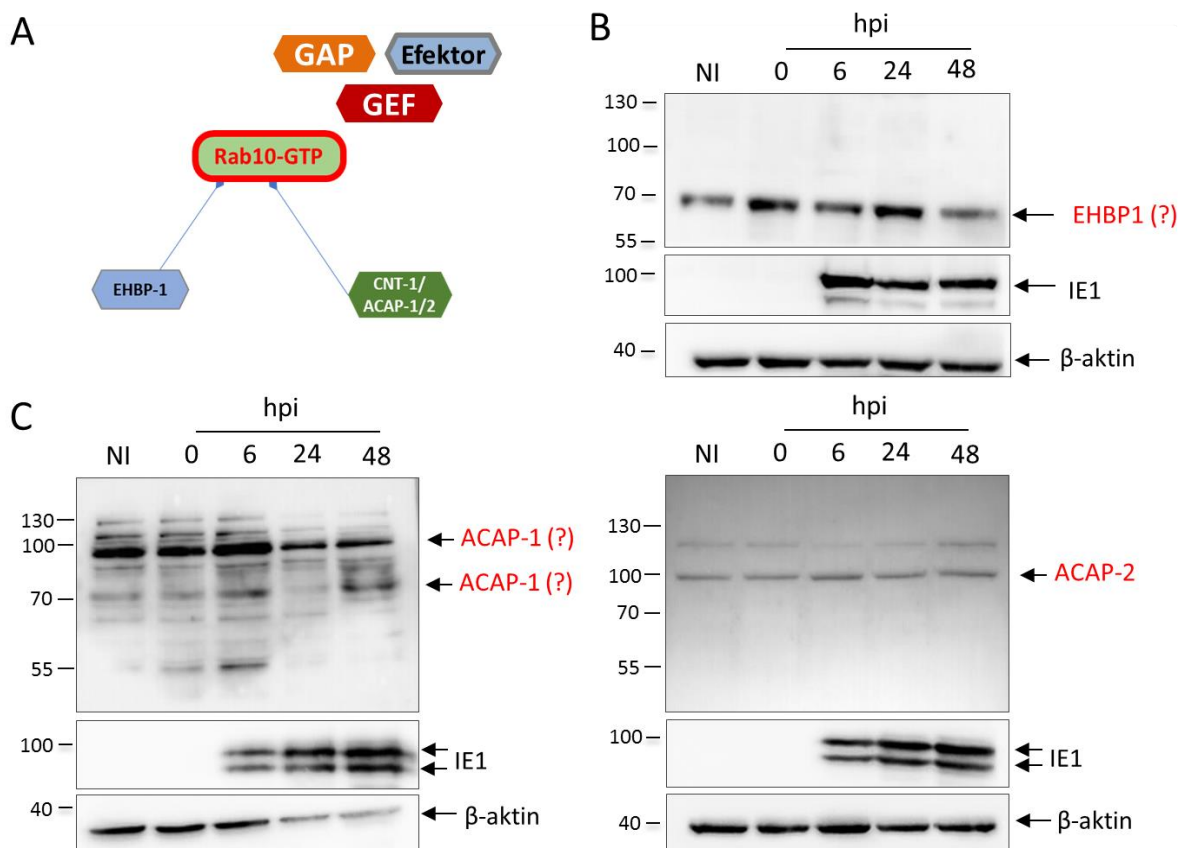 A
GAP
Efektor
GEF
Rab10-GTP
EHBP-1
CNT-1/
ACAP-1/2
B
hpi
NI 0 6 24 48
130
100
70
55
EHBP1 (?)
100
IE1
40
β-aktin
C
hpi
NI 0 6 24 48
130
100
ACAP-1 (?)
ACAP-1 (?)
70
55
100
IE1
40
β-aktin
hpi
NI 0 6 24 48
130
100
ACAP-2
70
55
100
IE1
40
β-aktin